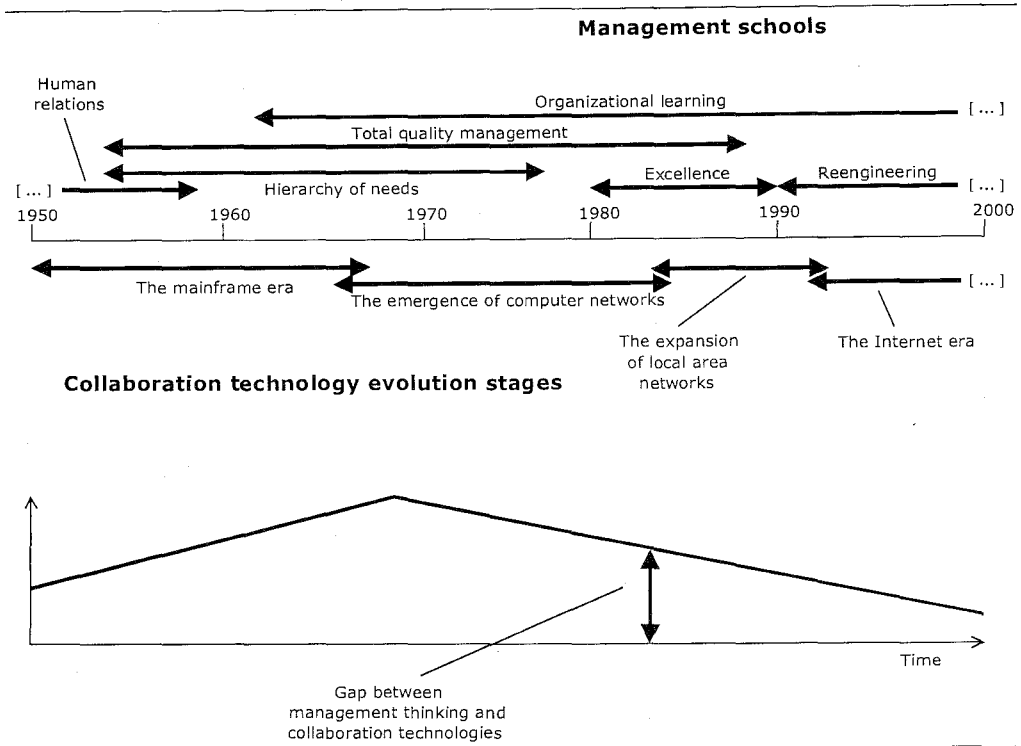 Management schools
Human
relations
Organizational learning
[ ... ]
Total quality management
Hierarchy of needs
Excellence
Reengineering
[ ... ]
[ ... ]
1950
1960
1970
1980
1990
2000
The mainframe era
The emergence of computer networks
[ ... ]
The expansion
of local area
networks
The Internet era
Collaboration technology evolution stages
Time
Gap between
management thinking and
collaboration technologies